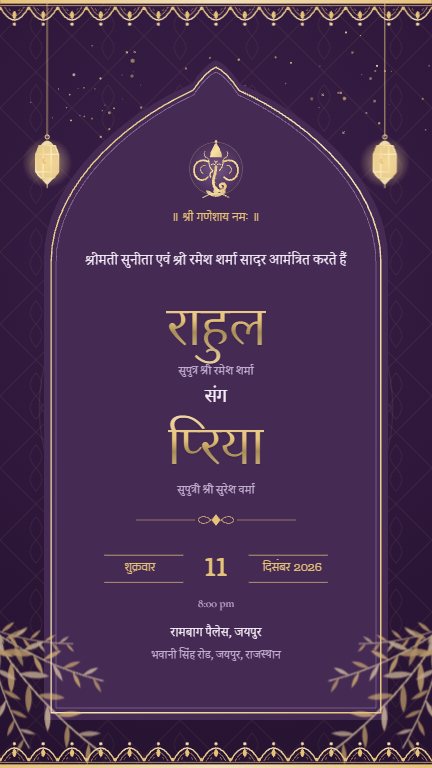 ॥ श्री गणेशाय नमः ॥
श्रीमती सुनीता एवं श्री रमेश शर्मा सादर आमंत्रित करते हैं
राहुल
सुपुत्र श्री रमेश शर्मा
संग
प्रिया
सुपुत्री श्री सुरेश वर्मा
शुक्रवार 11 दिसंबर 2026
8:00 pm
रामबाग पैलेस, जयपुर
भवानी सिंह रोड, जयपुर, राजस्थान